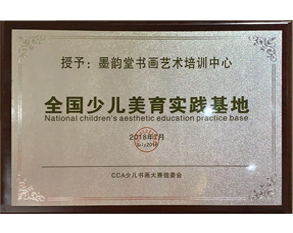 授予：墨韵堂书画艺术培训中心
全国少儿美育实践基地
National children's aesthetic education practice base
2018年7月
July2018
CCA少儿书画大赛组委会